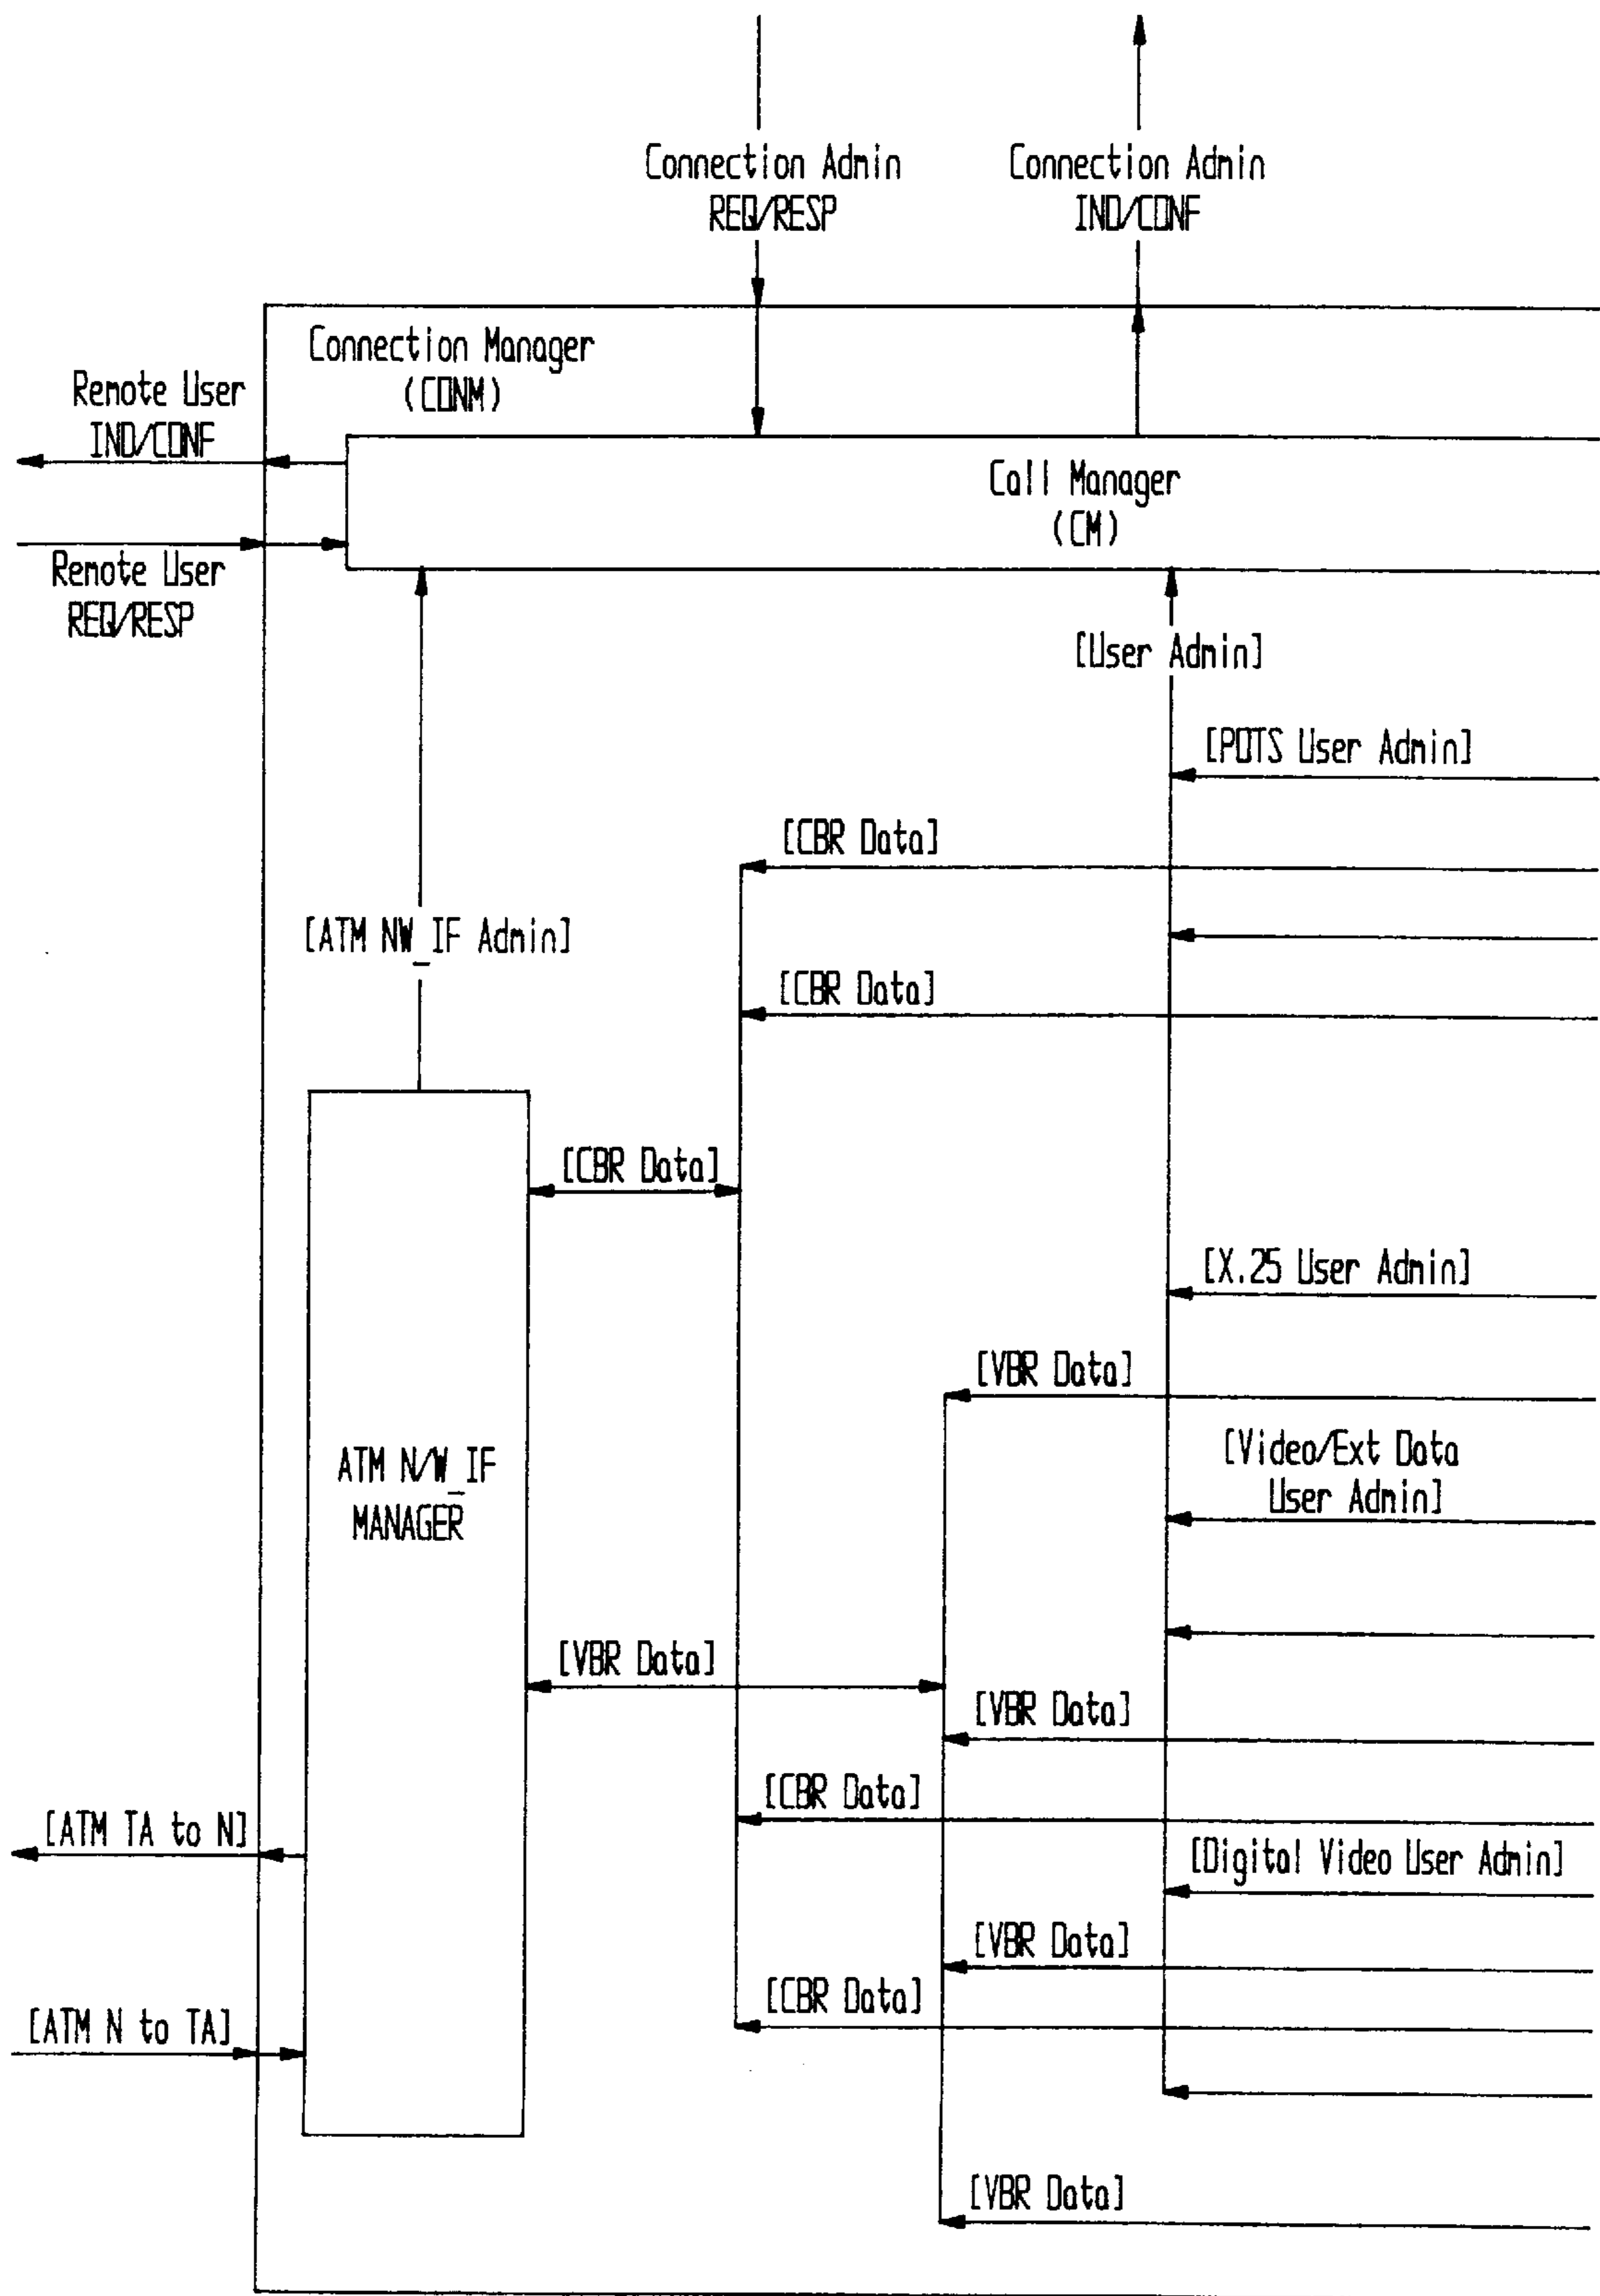 Connection Admin
REQ/RESP
Connection Admin
IND/CONF
Connection Manager
(CONM)
Remote User
IND/CONF
Call Manager
(CM)
Remote User
REQ/RESP
[User Admin]
[POTS User Admin]
[CBR Data]
[ATM NW_IF Admin]
[CBR Data]
[CBR Data]
[X.25 User Admin]
[VBR Data]
[Video/Ext Data
User Admin]
ATM N/W_IF
MANAGER
[VBR Data]
[VBR Data]
[CBR Data]
[ATM TA to N]
[Digital Video User Admin]
[VBR Data]
[CBR Data]
[ATM N to TA]
[VBR Data]